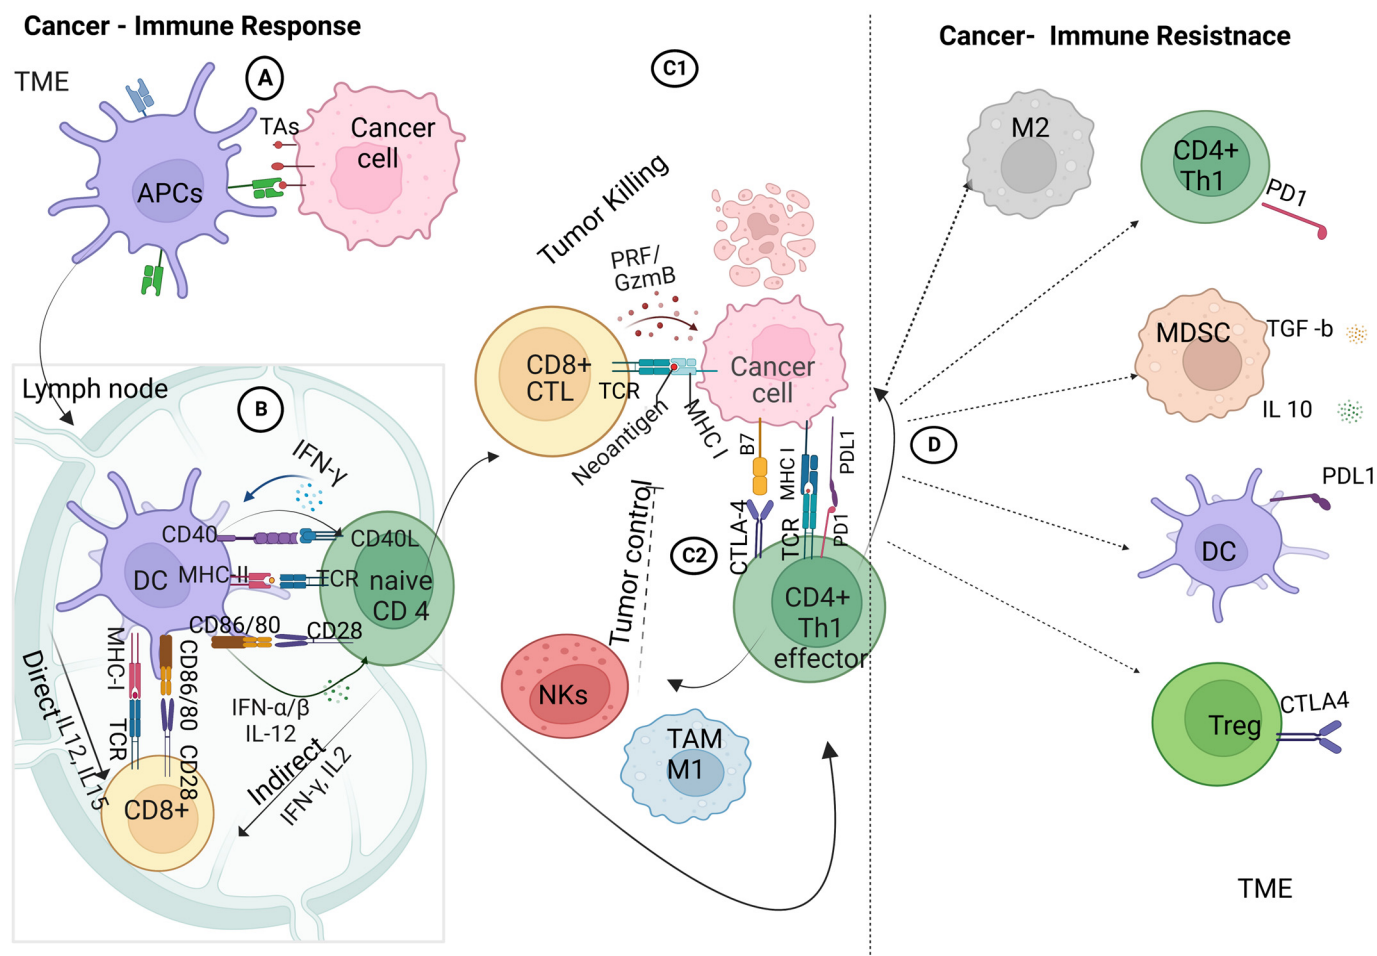 Cancer - Immune Response
TME
A
TAs
Cancer
cell
APCs
Lymph node
B
IFN-γ
CD40
CD40L
DC
MHC-II
TCR
naive
CD 4
CD86/80
CD28
MHC-I
TCR
CD86/80
CD28
Direct
IL12, IL15
IFN-α/β
IL-12
Indirect
IFN-γ, IL2
CD8+
C1
Tumor Killing
PRF/
GzmB
CD8+
CTL
TCR
Neoantigen
MHC I
Cancer
cell
B7
MHC I
PDL1
CTLA-4
TCR
PD1
C2
Tumor control
CD4+
Th1
effector
NKs
TAM
M1
Cancer- Immune Resistnace
M2
CD4+
Th1
PD1
MDSC
TGF -b
IL 10
D
DC
PDL1
Treg
CTLA4
TME